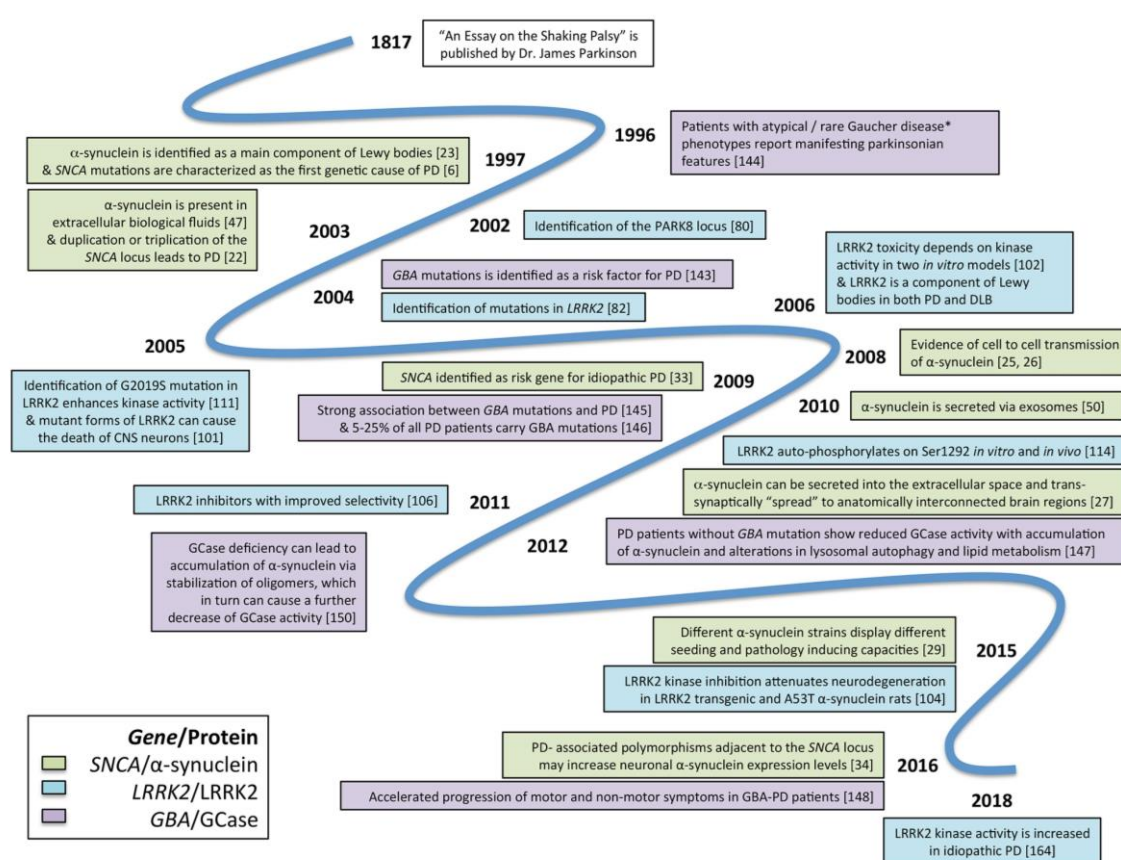 1817
“An Essay on the Shaking Palsy” is
published by Dr. James Parkinson
1996
Patients with atypical / rare Gaucher disease*
phenotypes report manifesting parkinsonian
features [144]
α-synuclein is identified as a main component of Lewy bodies [23]
& SNCA mutations are characterized as the first genetic cause of PD [6]
1997
α-synuclein is present in
extracellular biological fluids [47]
& duplication or triplication of the
SNCA locus leads to PD [22]
2003
2002
Identification of the PARK8 locus [80]
2004
GBA mutations is identified as a risk factor for PD [143]
Identification of mutations in LRRK2 [82]
2006
LRRK2 toxicity depends on kinase
activity in two in vitro models [102]
& LRRK2 is a component of Lewy
bodies in both PD and DLB
2005
Identification of G2019S mutation in
LRRK2 enhances kinase activity [111]
& mutant forms of LRRK2 can cause
the death of CNS neurons [101]
2008
Evidence of cell to cell transmission
of α-synuclein [25, 26]
SNCA identified as risk gene for idiopathic PD [33]
Strong association between GBA mutations and PD [145]
& 5-25% of all PD patients carry GBA mutations [146]
2009
2010
α-synuclein is secreted via exosomes [50]
LRRK2 inhibitors with improved selectivity [106]
2011
GCase deficiency can lead to
accumulation of α-synuclein via
stabilization of oligomers, which
in turn can cause a further
decrease of GCase activity [150]
2012
LRRK2 auto-phosphorylates on Ser1292 in vitro and in vivo [114]
α-synuclein can be secreted into the extracellular space and trans-
synaptically “spread” to anatomically interconnected brain regions [27]
PD patients without GBA mutation show reduced GCase activity with accumulation
of α-synuclein and alterations in lysosomal autophagy and lipid metabolism [147]
Different α-synuclein strains display different
seeding and pathology inducing capacities [29]
LRRK2 kinase inhibition attenuates neurodegeneration
in LRRK2 transgenic and A53T α-synuclein rats [104]
2015
PD- associated polymorphisms adjacent to the SNCA locus
may increase neuronal α-synuclein expression levels [34]
Accelerated progression of motor and non-motor symptoms in GBA-PD patients [148]
2016
2018
LRRK2 kinase activity is increased
in idiopathic PD [164]
Gene/Protein
SNCA/α-synuclein
LRRK2/LRRK2
GBA/GCase